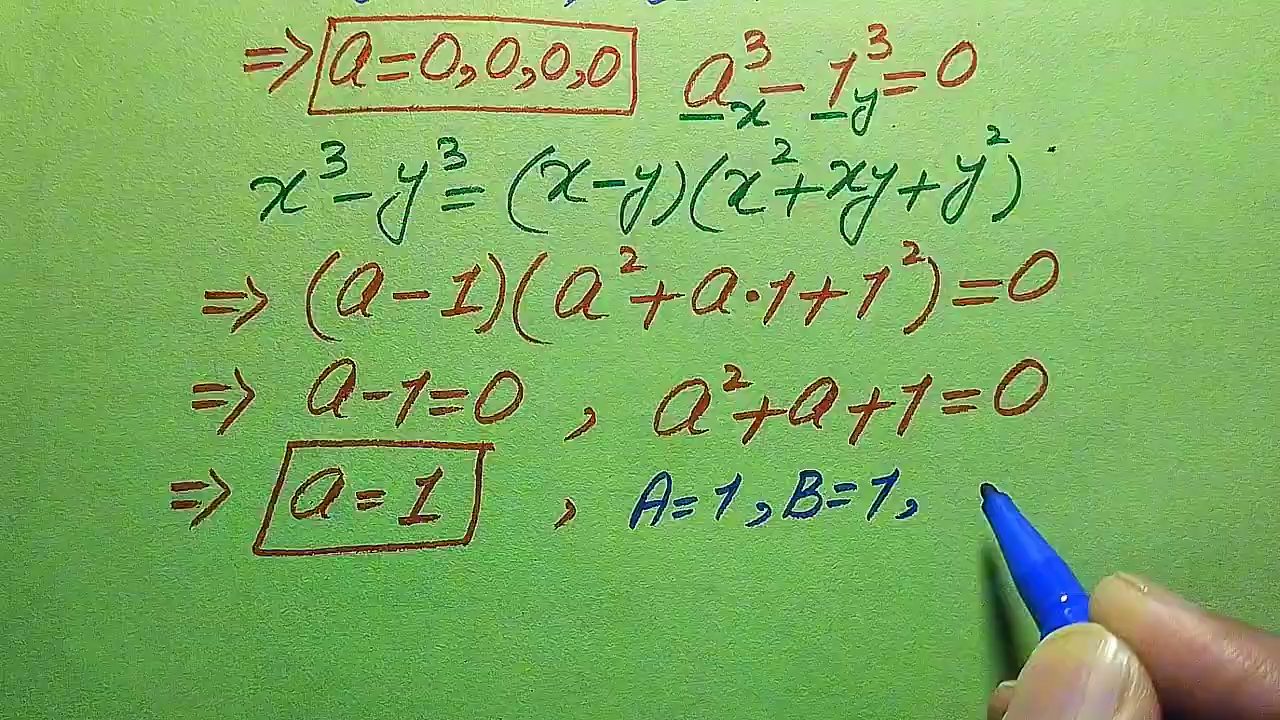 => a=0,0,0,0 a³-1³=0
x y
x³-y³=(x-y)(x²+xy+y²)
=> (a-1)(a²+a·1+1²)=0
=> a-1=0 , a²+a+1=0
=> a=1 , A=1, B=1,